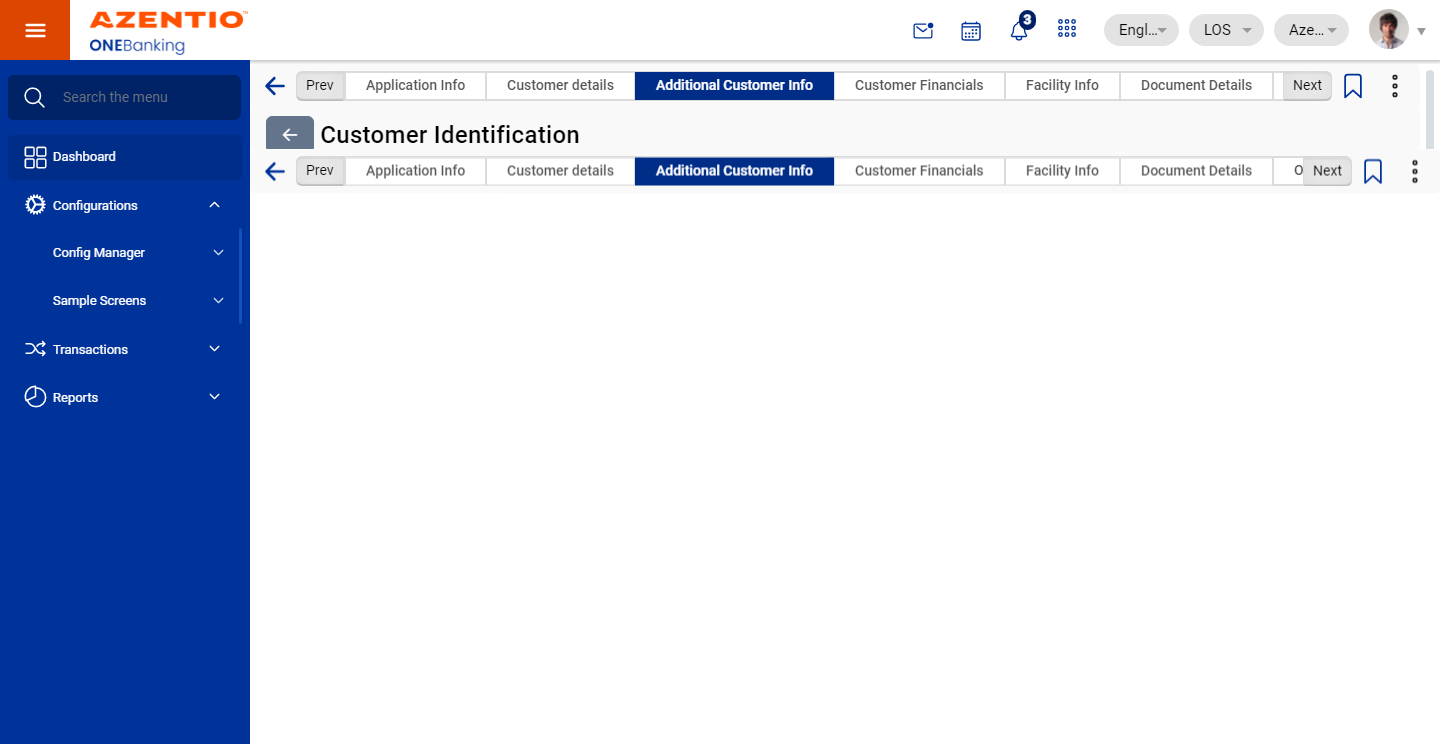 AZENTIO™
ONEBanking
3
Engl...
LOS
Aze...
Search the menu
Dashboard
Configurations
Config Manager
Sample Screens
Transactions
Reports
Prev Application Info Customer details Additional Customer Info Customer Financials Facility Info Document Details Next
Customer Identification
Prev Application Info Customer details Additional Customer Info Customer Financials Facility Info Document Details O Next